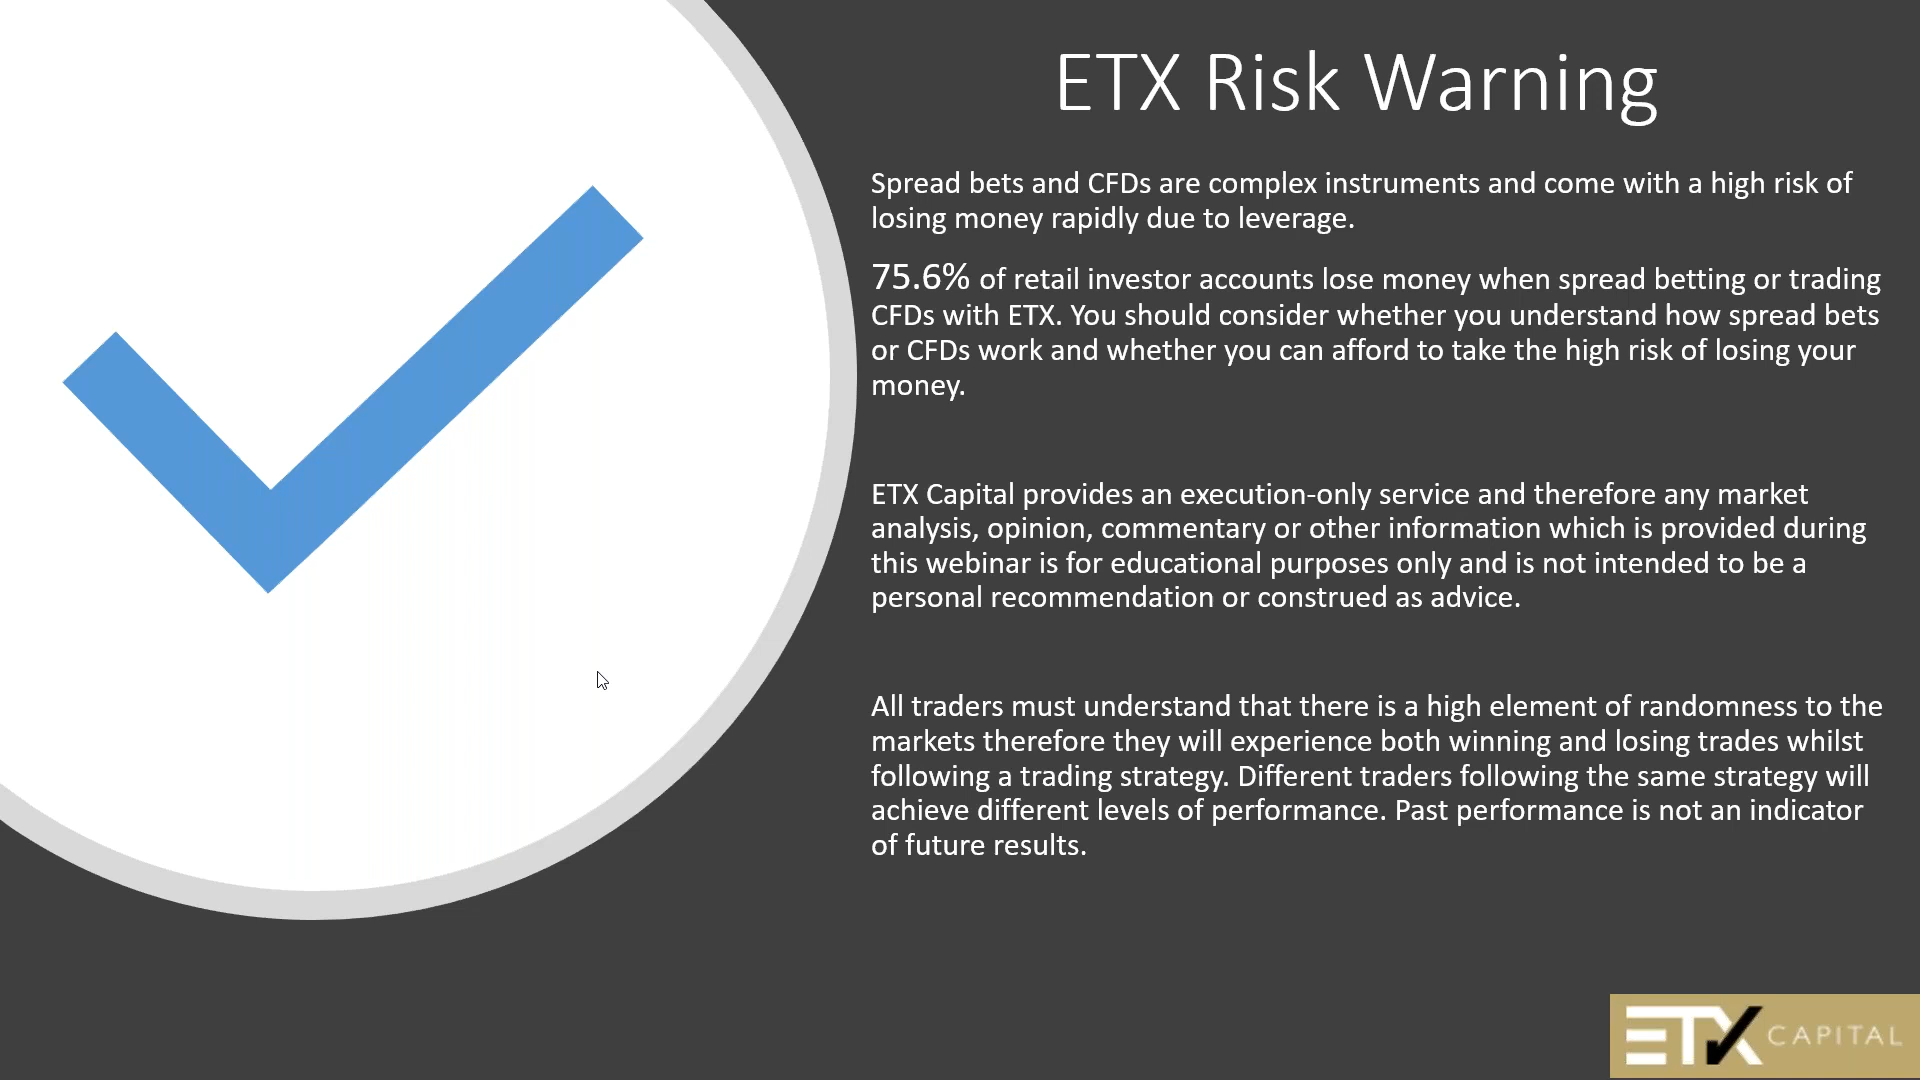 ETX Risk Warning
Spread bets and CFDs are complex instruments and come with a high risk of
losing money rapidly due to leverage.
75.6% of retail investor accounts lose money when spread betting or trading
CFDs with ETX. You should consider whether you understand how spread bets
or CFDs work and whether you can afford to take the high risk of losing your
money.
ETX Capital provides an execution-only service and therefore any market
analysis, opinion, commentary or other information which is provided during
this webinar is for educational purposes only and is not intended to be a
personal recommendation or construed as advice.
All traders must understand that there is a high element of randomness to the
markets therefore they will experience both winning and losing trades whilst
following a trading strategy. Different traders following the same strategy will
achieve different levels of performance. Past performance is not an indicator
of future results.
ETX CAPITAL